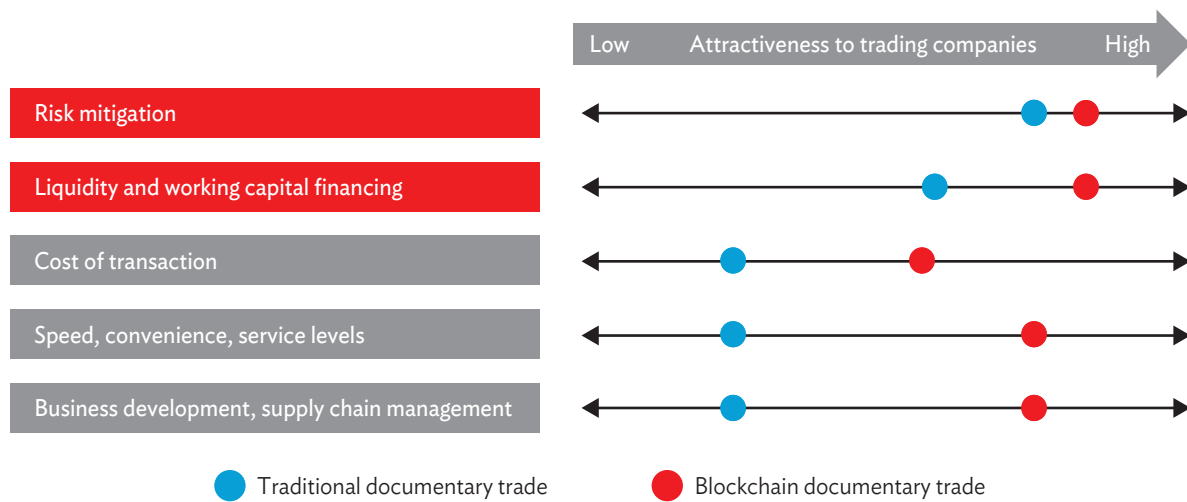 Low Attractiveness to trading companies High
Risk mitigation
Liquidity and working capital financing
Cost of transaction
Speed, convenience, service levels
Business development, supply chain management
Traditional documentary trade Blockchain documentary trade